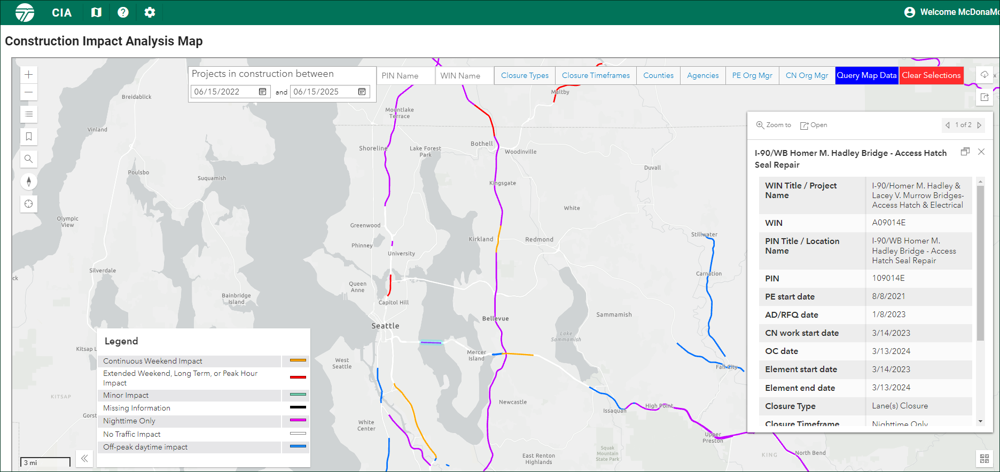 CIA
Welcome McDonaMc
Construction Impact Analysis Map
Projects in construction between
06/15/2022
and
06/15/2025
PIN Name
WIN Name
Closure Types
Closure Timeframes
Counties
Agencies
PE Org Mgr
CN Org Mgr
Query Map Data
Clear Selections
x
Breidablick
Vinland
Poulsbo
Suquamish
Olympic
View
Silverdale
ck
Bainbridge
Island
Kitsap L
KITSAP
Gorst
Mountlake
Terrace
Maltby
Shoreline
Lake Forest
Park
Bothell
Woodinville
Duvall
Kingsgate
White
Greenwood
Phinney
University
Kirkland
Redmond
Stillwater
Carnation
Queen
Anne
Capitol Hill
Seattle
Bellevue
Sammamish
Lake
Sammamish
Mercer
Island
West
Seattle
Fall City
Newcastle
Issaquah
High Point
White
Center
Upper
Preston
East Renton
Highlands
Squak
Mountain
State Park
KING
North Bend
Zoom to
Open
1 of 2
I-90/WB Homer M. Hadley Bridge - Access Hatch
Seal Repair
WIN Title / Project
Name
I-90/Homer M. Hadley &
Lacey V. Murrow Bridges-
Access Hatch & Electrical
WIN
A09014E
PIN Title / Location
Name
I-90/WB Homer M.
Hadley Bridge - Access
Hatch Seal Repair
PIN
109014E
PE start date
8/8/2021
AD/RFQ date
1/8/2023
CN work start date
3/14/2023
OC date
3/13/2024
Element start date
3/14/2023
Element end date
3/13/2024
Closure Type
Lane(s) Closure
Closure Timeframe
Nighttime Only
Legend
Continuous Weekend Impact
Extended Weekend, Long Term, or Peak Hour
Impact
Minor Impact
Missing Information
Nighttime Only
No Traffic Impact
Off-peak daytime impact
3 mi